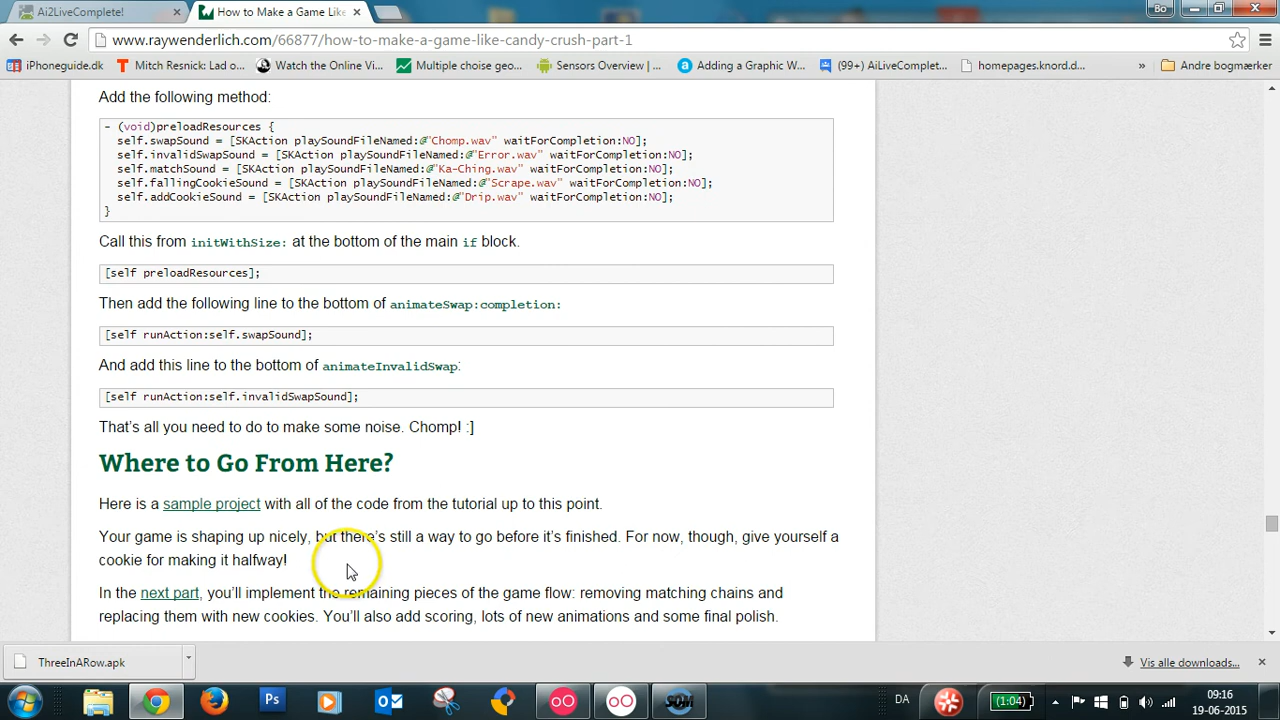 Ai2LiveComplete!
How to Make a Game Like
Bo
www.raywenderlich.com/66877/how-to-make-a-game-like-candy-crush-part-1
iPhoneguide.dk
Mitch Resnick: Lad o...
Watch the Online Vi...
Multiple choise geo...
Sensors Overview | ...
Adding a Graphic W...
(99+) AiLiveComplet...
homepages.knord.d...
»
Andre bogmærker
Add the following method:
- (void)preloadResources {
self.swapSound = [SKAction playSoundFileNamed:@"Chomp.wav" waitForCompletion:NO];
self.invalidSwapSound = [SKAction playSoundFileNamed:@"Error.wav" waitForCompletion:NO];
self.matchSound = [SKAction playSoundFileNamed:@"Ka-Ching.wav" waitForCompletion:NO];
self.fallingCookieSound = [SKAction playSoundFileNamed:@"Scrape.wav" waitForCompletion:NO];
self.addCookieSound = [SKAction playSoundFileNamed:@"Drip.wav" waitForCompletion:NO];
}
Call this from initWithSize: at the bottom of the main if block.
[self preloadResources];
Then add the following line to the bottom of animateSwap:completion:
[self runAction:self.swapSound];
And add this line to the bottom of animateInvalidSwap:
[self runAction:self.invalidSwapSound];
That's all you need to do to make some noise. Chomp! :]
Where to Go From Here?
Here is a sample project with all of the code from the tutorial up to this point.
Your game is shaping up nicely, but there's still a way to go before it's finished. For now, though, give yourself a
cookie for making it halfway!
In the next part, you'll implement the remaining pieces of the game flow: removing matching chains and
replacing them with new cookies. You'll also add scoring, lots of new animations and some final polish.
ThreeInARow.apk
Vis alle downloads...
Ps
SOM
DA
(1:04)
09:16
19-06-2015